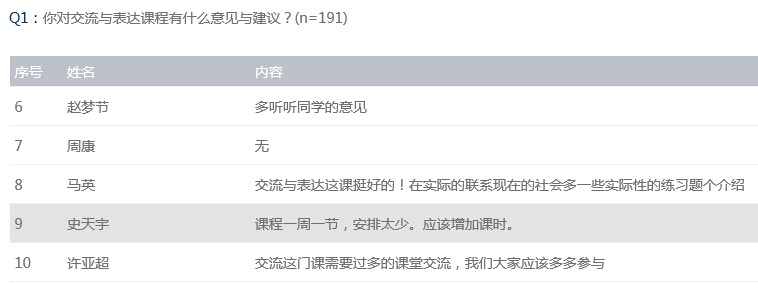 Q1：你对交流与表达课程有什么意见与建议？(n=191)
序号 姓名 内容
6 赵梦节 多听听同学的意见
7 周康 无
8 马英 交流与表达这课挺好的！在实际的联系现在的社会多一些实际性的练习题个介绍
9 史天宇 课程一周一节，安排太少。应该增加课时。
10 许亚超 交流这门课需要过多的课堂交流，我们大家应该多多参与